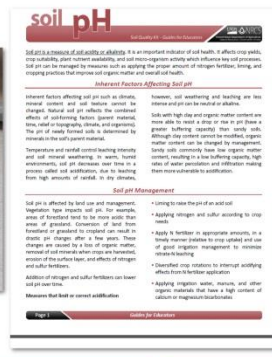 soil pH
Soil Quality Kit - Guides for Educators
USDA NRCS
Soil pH is a measure of soil acidity or alkalinity. It is an important indicator of soil health. It affects crop yields,
crop suitability, plant nutrient availability, and soil micro-organism activity which influence key soil processes.
Soil pH can be managed by measures such as applying the proper amount of nitrogen fertilizer, liming, and
cropping practices that improve soil organic matter and overall soil health.
Inherent Factors Affecting Soil pH
Inherent factors affecting soil pH such as climate,
mineral content and soil texture cannot be
changed. Natural soil pH reflects the combined
effects of soil-forming factors (parent material,
time, relief or topography, climate, and organisms).
The pH of newly formed soils is determined by
minerals in the soil's parent material.
Temperature and rainfall control leaching intensity
and soil mineral weathering. In warm, humid
environments, soil pH decreases over time in a
process called soil acidification, due to leaching
from high amounts of rainfall. In dry climates,
however, soil weathering and leaching are less
intense and pH can be neutral or alkaline.
Soils with high clay and organic matter content are
more able to resist a drop or rise in pH (have a
greater buffering capacity) than sandy soils.
Although clay content cannot be modified, organic
matter content can be changed by management.
Sandy soils commonly have low organic matter
content, resulting in a low buffering capacity, high
rates of water percolation and infiltration making
them more vulnerable to acidification.
Soil pH Management
Soil pH is affected by land use and management.
Vegetation type impacts soil pH. For example,
areas of forestland tend to be more acidic than
areas of grassland. Conversion of land from
forestland or grassland to cropland can result in
drastic pH changes after a few years. These
changes are caused by a loss of organic matter,
removal of soil minerals when crops are harvested,
erosion of the surface layer, and effects of nitrogen
and sulfur fertilizers.
Addition of nitrogen and sulfur fertilizers can lower
soil pH over time.
Measures that limit or correct acidification
• Liming to raise the pH of an acid soil
• Applying nitrogen and sulfur according to crop
needs
• Apply N fertilizer in appropriate amounts, in a
timely manner (relative to crop uptake) and use
of good irrigation management to minimize
nitrate-N leaching
• Diversified crop rotations to interrupt acidifying
effects from N fertilizer application
• Applying irrigation water, manure, and other
organic materials that have a high content of
calcium or magnesium bicarbonates
Page 1
Guides for Educators